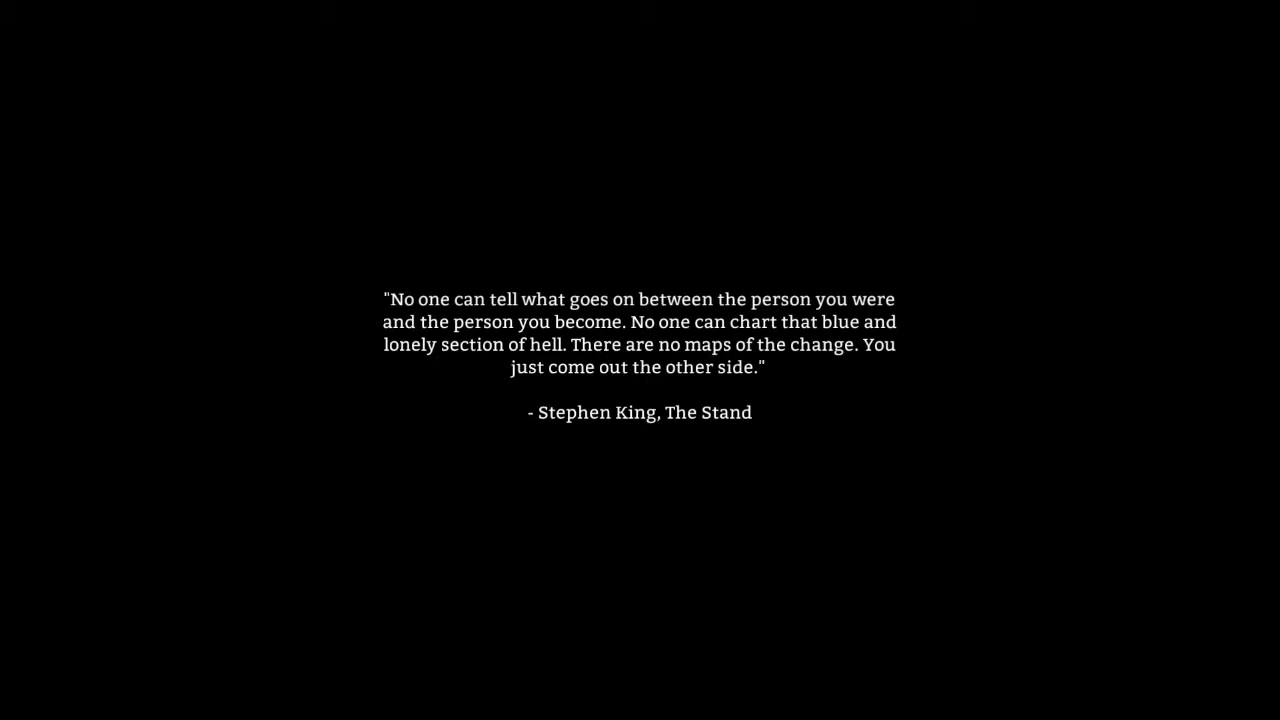 "No one can tell what goes on between the person you were
and the person you become. No one can chart that blue and
lonely section of hell. There are no maps of the change. You
just come out the other side."
- Stephen King, The Stand